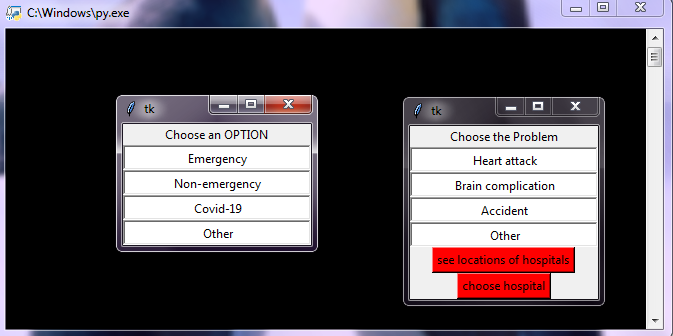 C:\Windows\py.exe
tk
Choose an OPTION
Emergency
Non-emergency
Covid-19
Other
tk
Choose the Problem
Heart attack
Brain complication
Accident
Other
see locations of hospitals
choose hospital